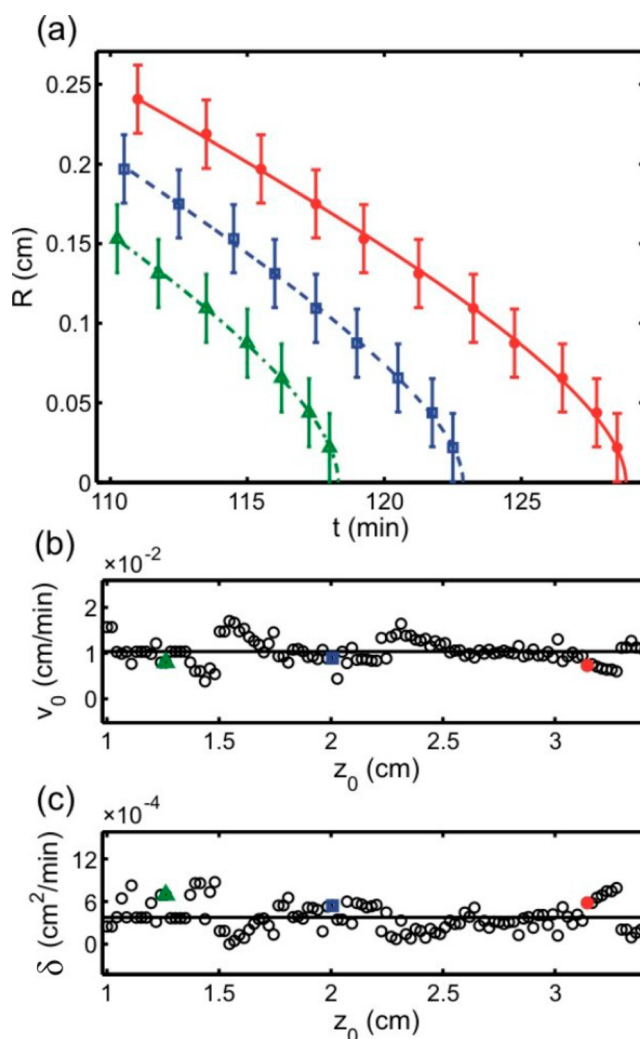 (a)
0.25
0.2
0.15
0.1
0.05
0
R (cm)
110 115 120 125
t (min)
(b)
×10⁻²
2
1
0
v₀ (cm/min)
1 1.5 2 2.5 3
z₀ (cm)
(c)
×10⁻⁴
12
6
0
δ (cm²/min)
1 1.5 2 2.5 3
z₀ (cm)